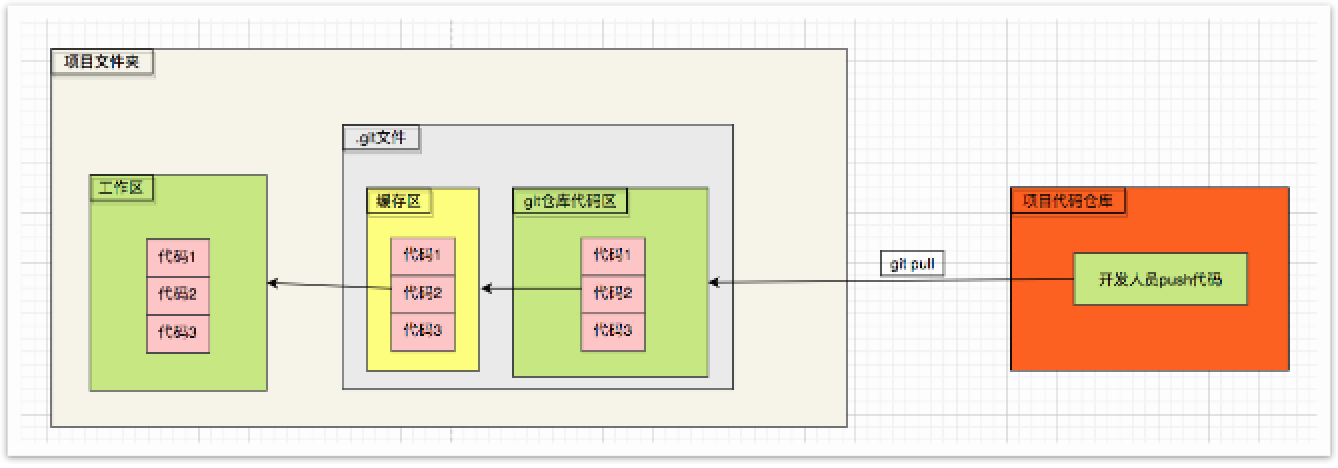 项目文件夹
.git文件
工作区
缓存区
git仓库代码区
项目代码仓库
代码1
代码2
代码3
代码1
代码2
代码3
代码1
代码2
代码3
git pull
开发人员push代码